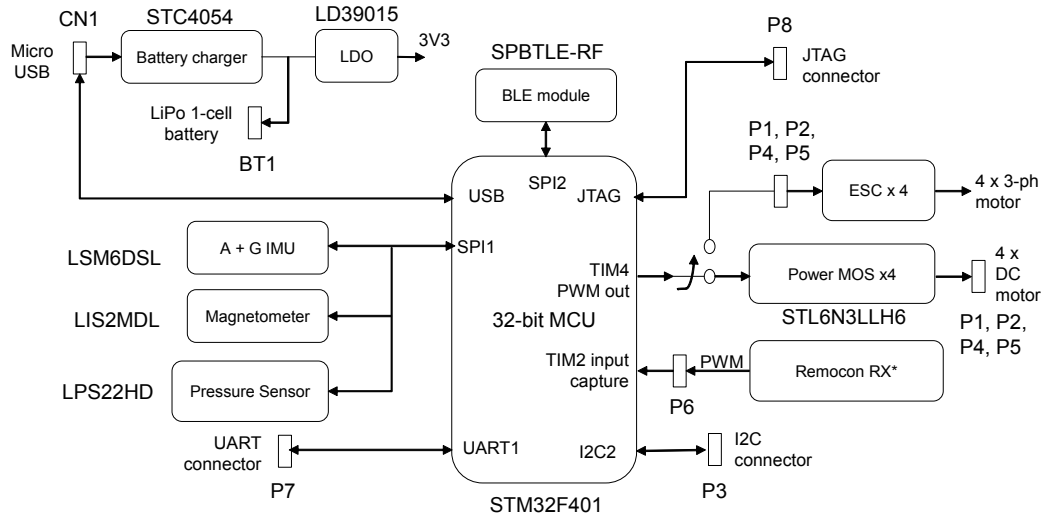 CN1
STC4054
LD39015
Micro
USB
Battery charger
LDO
3V3
LiPo 1-cell
battery
BT1
SPBTLE-RF
BLE module
P8
JTAG
connector
P1, P2,
P4, P5
ESC x 4
4 x 3-ph
motor
USB
SPI2
JTAG
LSM6DSL
A + G IMU
SPI1
LIS2MDL
Magnetometer
LPS22HD
Pressure Sensor
TIM4
PWM out
32-bit MCU
Power MOS x4
STL6N3LLH6
4 x
DC
motor
P1, P2,
P4, P5
TIM2 input
capture
PWM
P6
Remocon RX*
UART
connector
P7
UART1
I2C2
I2C
connector
P3
STM32F401